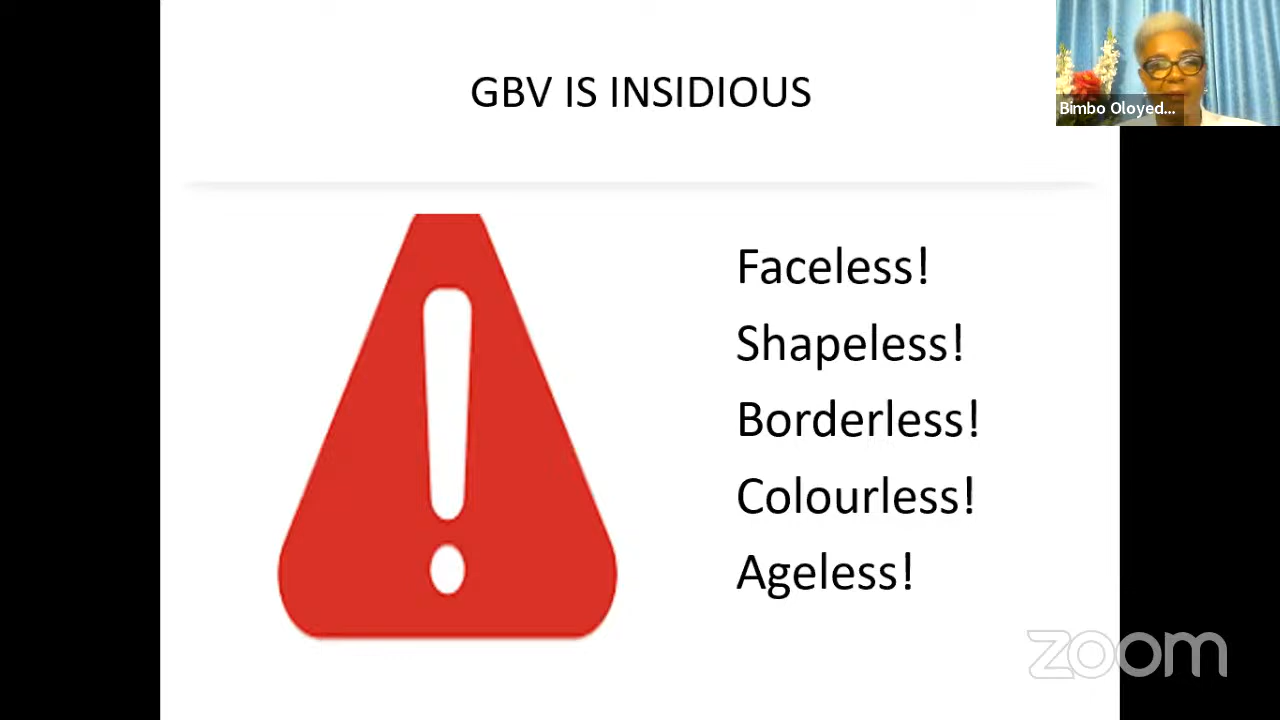 GBV IS INSIDIOUS
Bimbo Oloyed...
Faceless!
Shapeless!
Borderless!
Colourless!
Ageless!
zoom